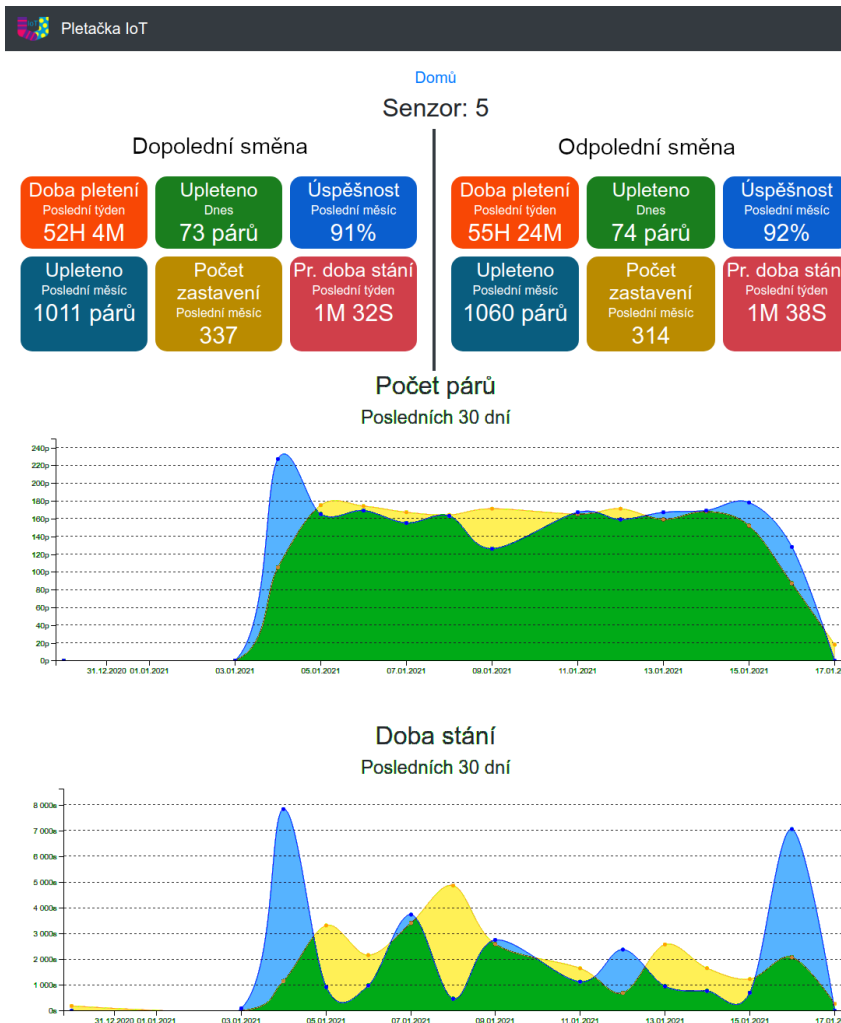 Pletačka IoT
Domů
Senzor: 5
Dopolední směna
Doba pletení
Poslední týden
52H 4M
Upleteno
Dnes
73 párů
Úspěšnost
Poslední měsíc
91%
Upleteno
Poslední měsíc
1011 párů
Počet
zastavení
Poslední měsíc
337
Pr. doba stání
Poslední týden
1M 32S
Odpolední směna
Doba pletení
Poslední týden
55H 24M
Upleteno
Dnes
74 párů
Úspěšnost
Poslední měsíc
92%
Upleteno
Poslední měsíc
1060 párů
Počet
zastavení
Poslední měsíc
314
Pr. doba stán
Poslední týden
1M 38S
Počet párů
Posledních 30 dní
240p
220p
200p
180p
160p
140p
120p
100p
80p
60p
40p
20p
0p
31.12.2020 01.01.2021 03.01.2021 05.01.2021 07.01.2021 09.01.2021 11.01.2021 13.01.2021 15.01.2021 17.01.2
Doba stání
Posledních 30 dní
8 000s
7 000s
6 000s
5 000s
4 000s
3 000s
2 000s
1 000s
0s
31.12.2020 01.01.2021 03.01.2021 05.01.2021 07.01.2021 09.01.2021 11.01.2021 13.01.2021 15.01.2021 17.01.2